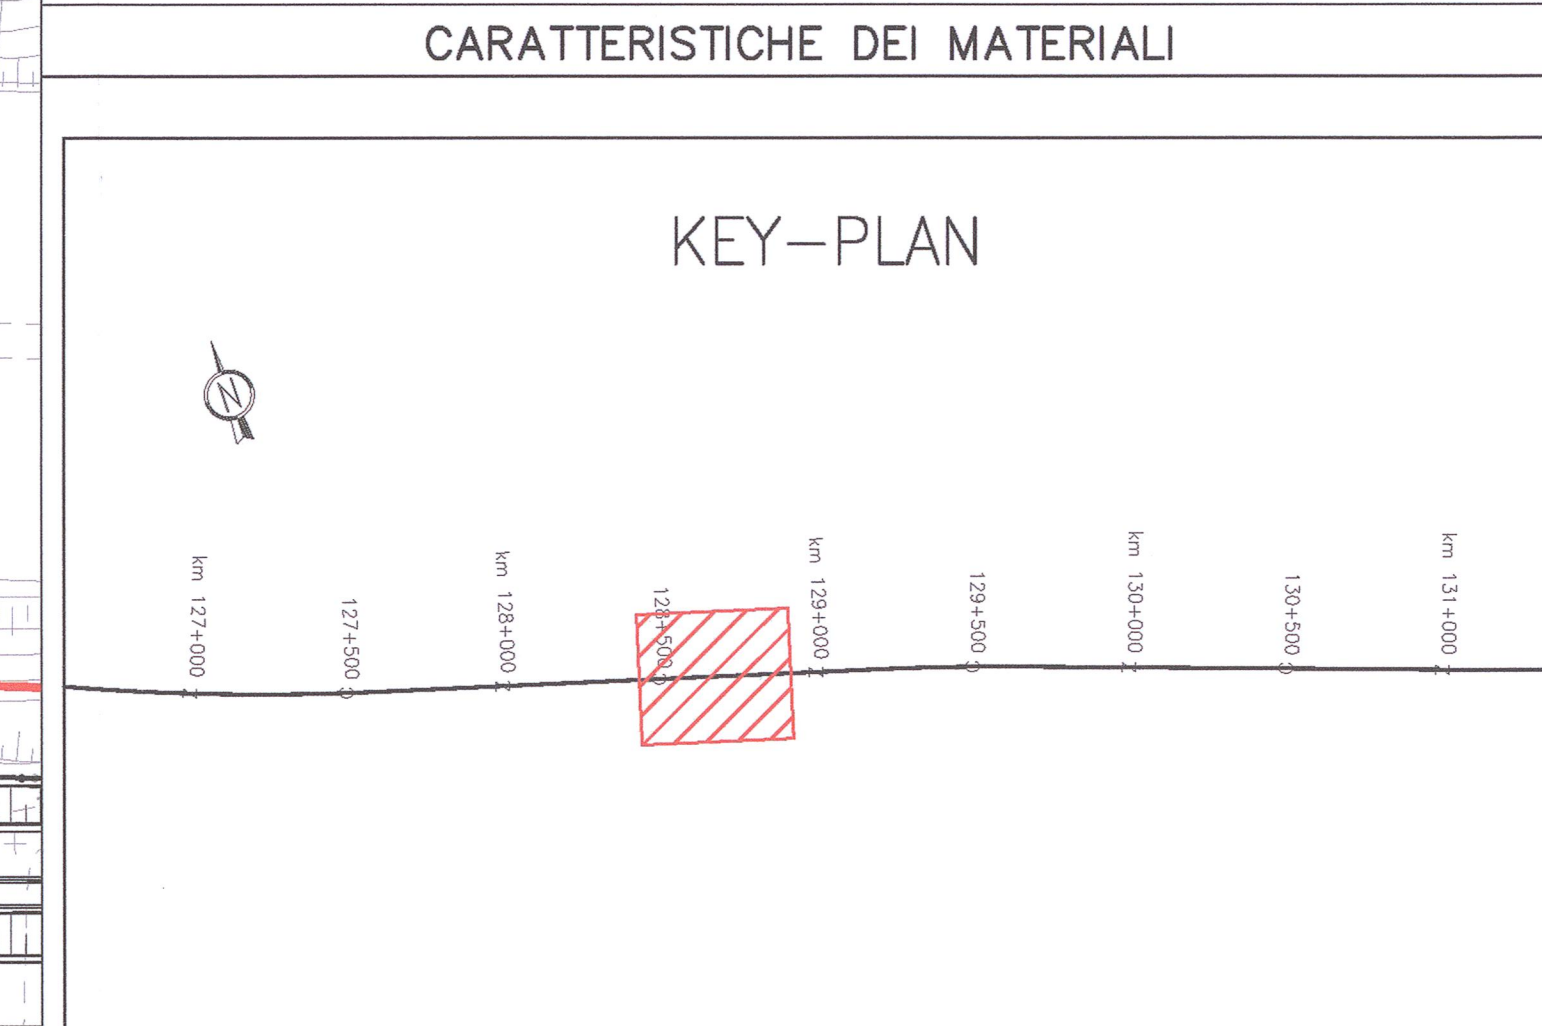 CARATTERISTICHE DEI MATERIALI
KEY-PLAN
N
km 127+000
127+500
km 128+000
128+500
km 129+000
129+500
km 130+000
130+500
km 131+000